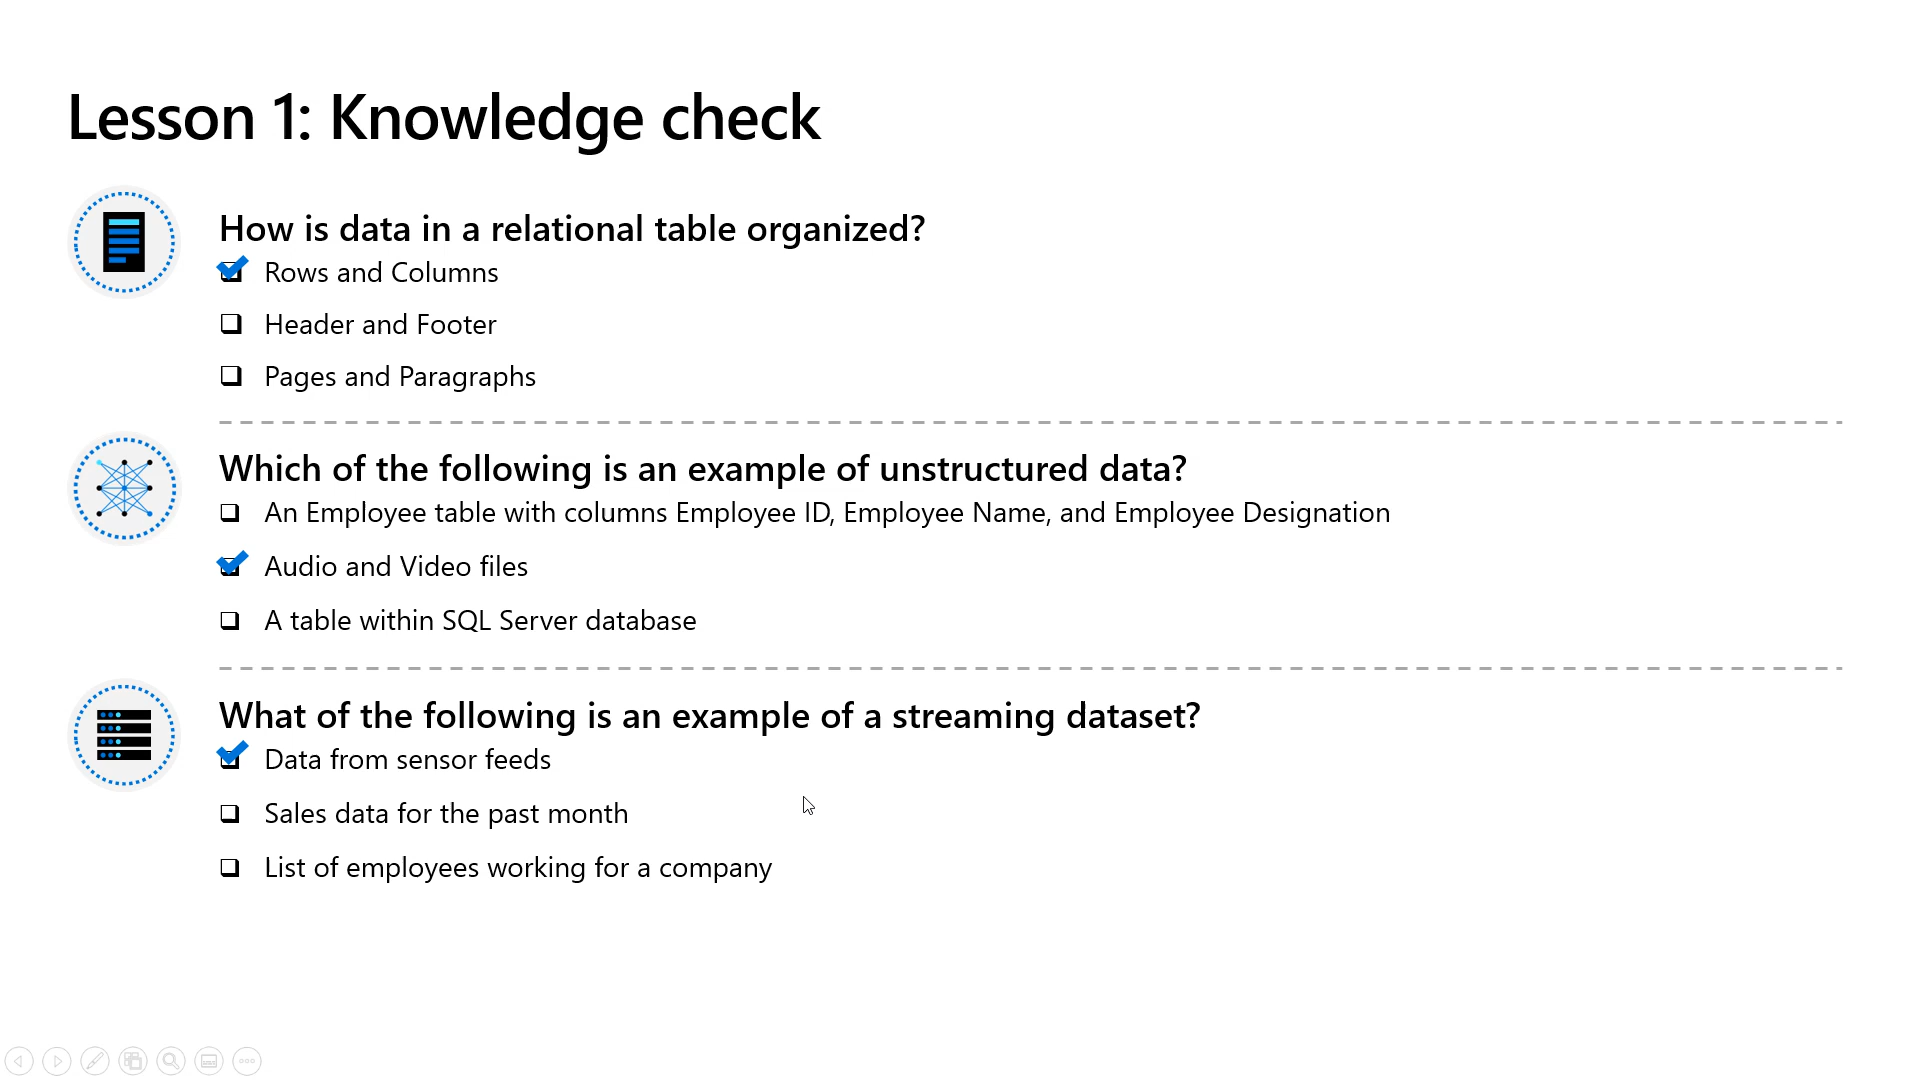 Lesson 1: Knowledge check
How is data in a relational table organized?
Rows and Columns
Header and Footer
Pages and Paragraphs
Which of the following is an example of unstructured data?
An Employee table with columns Employee ID, Employee Name, and Employee Designation
Audio and Video files
A table within SQL Server database
What of the following is an example of a streaming dataset?
Data from sensor feeds
Sales data for the past month
List of employees working for a company